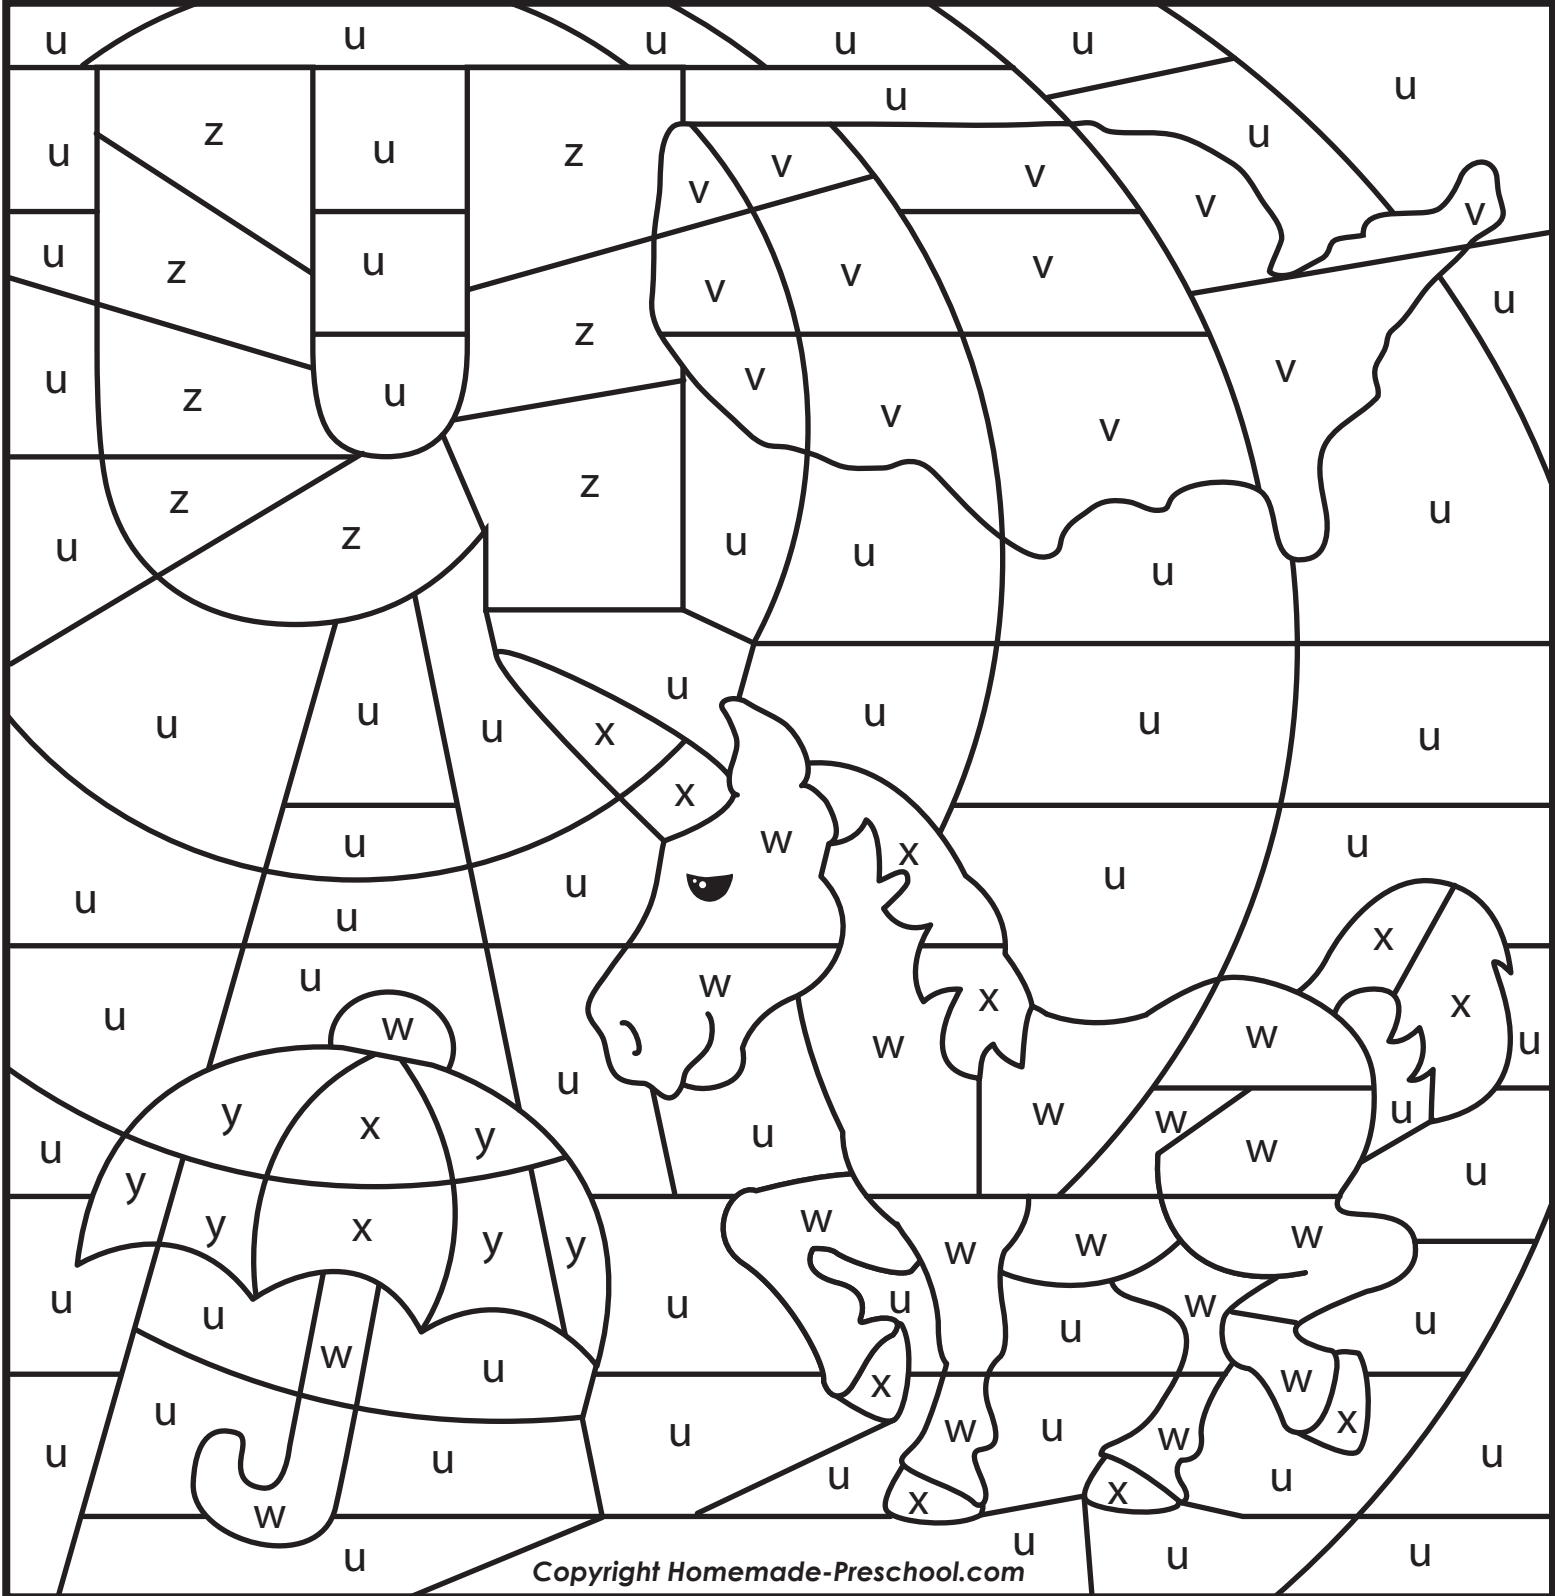 u u u u u
u
u z u z u
u
v v v v v
u z u v v v u
z v
u z u v v v
z z u
u z u u u
u u u u u u u
x
x w x u u
u u u
u x
u w w x x
u w w w u
y x y u u w w w u
u y u
y x y y w w w w
u u w u u w u
u x w x
u u u w u w u
u u x x u
w
u u u u
Copyright Homemade-Preschool.com